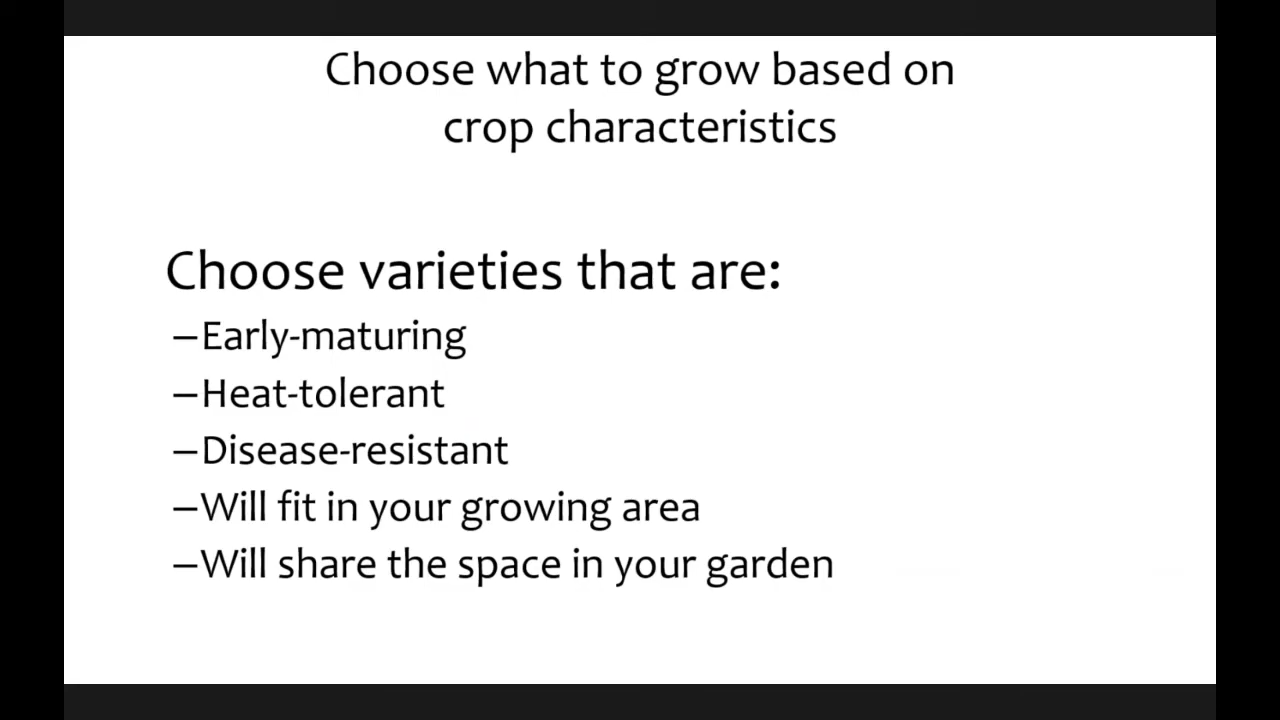 Choose what to grow based on
crop characteristics
Choose varieties that are:
–Early-maturing
–Heat-tolerant
–Disease-resistant
–Will fit in your growing area
–Will share the space in your garden